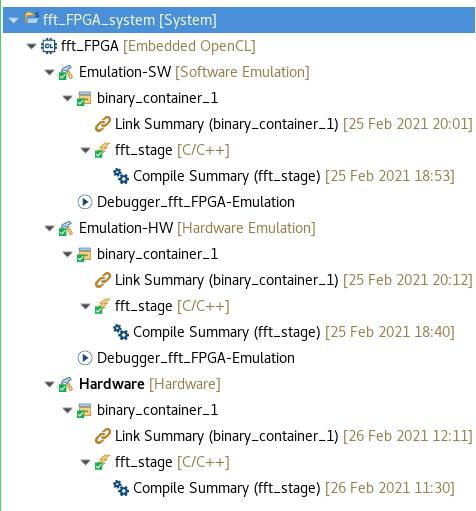 fft_FPGA_system [System]
fft_FPGA [Embedded OpenCL]
Emulation-SW [Software Emulation]
binary_container_1
Link Summary (binary_container_1) [25 Feb 2021 20:01]
fft_stage [C/C++]
Compile Summary (fft_stage) [25 Feb 2021 18:53]
Debugger_fft_FPGA-Emulation
Emulation-HW [Hardware Emulation]
binary_container_1
Link Summary (binary_container_1) [25 Feb 2021 20:12]
fft_stage [C/C++]
Compile Summary (fft_stage) [25 Feb 2021 18:40]
Debugger_fft_FPGA-Emulation
Hardware [Hardware]
binary_container_1
Link Summary (binary_container_1) [26 Feb 2021 12:11]
fft_stage [C/C++]
Compile Summary (fft_stage) [26 Feb 2021 11:30]